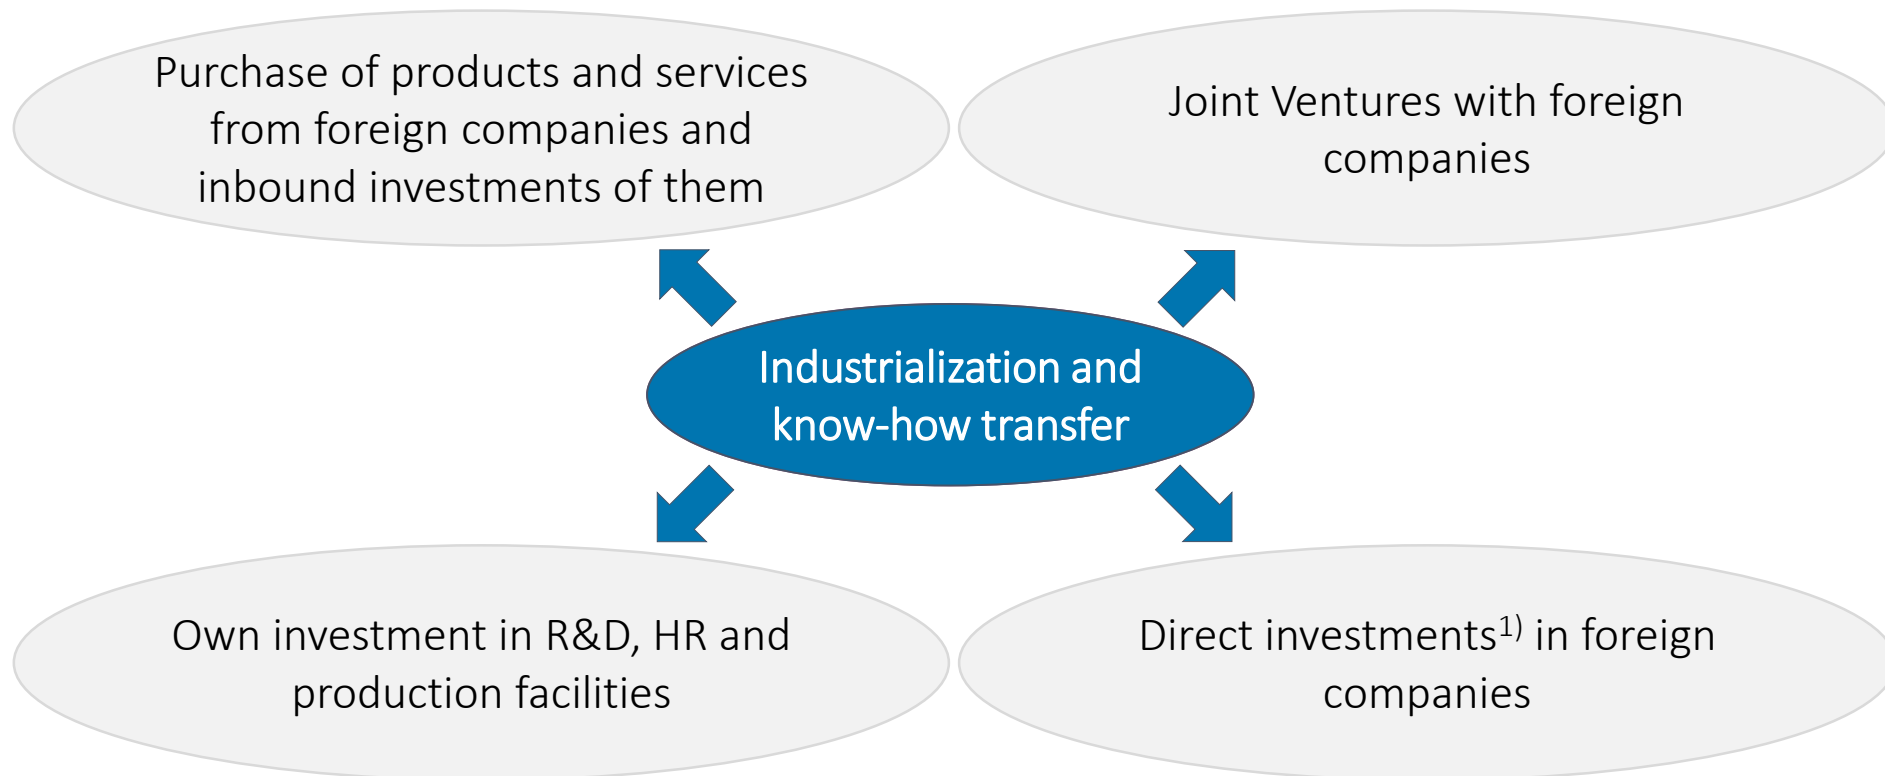 Purchase of products and services
from foreign companies and
inbound investments of them
Joint Ventures with foreign
companies
Industrialization and
know-how transfer
Own investment in R&D, HR and
production facilities
Direct investments¹⁾ in foreign
companies